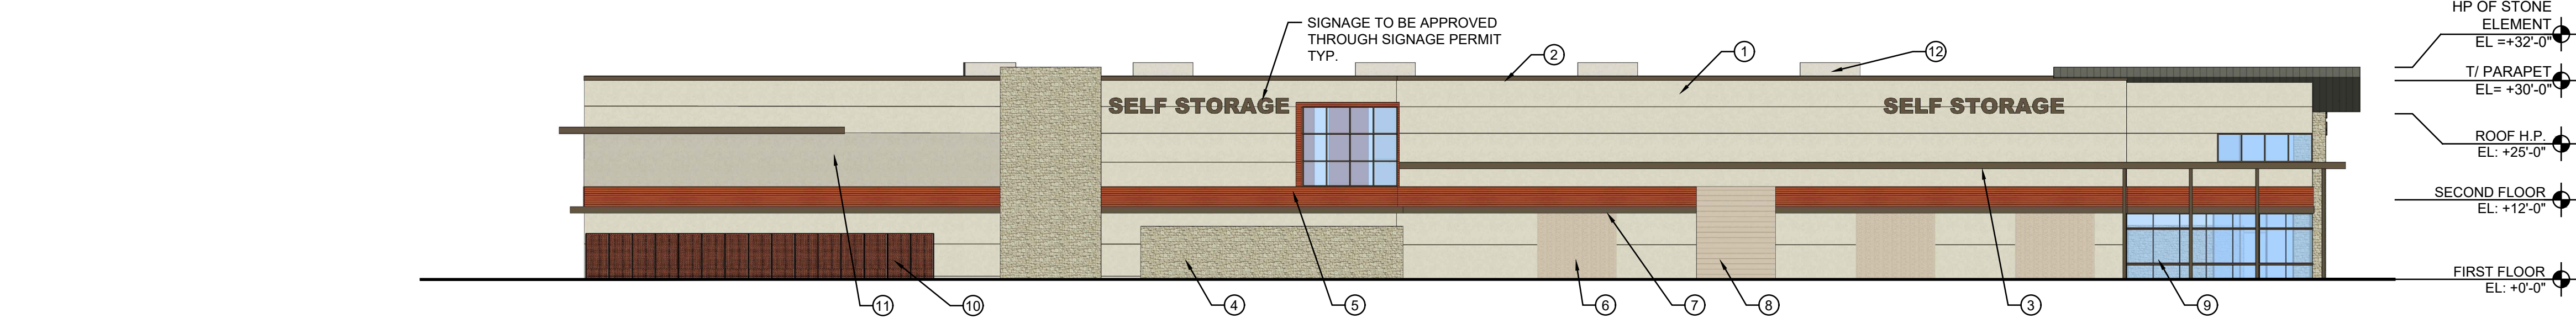 SIGNAGE TO BE APPROVED
THROUGH SIGNAGE PERMIT
TYP.
2
1
12
SELF STORAGE
SELF STORAGE
HP OF STONE
ELEMENT
EL =+32'-0"
T/ PARAPET
EL= +30'-0"
ROOF H.P.
EL: +25'-0"
SECOND FLOOR
EL: +12'-0"
FIRST FLOOR
EL: +0'-0"
11
10
4
5
6
7
8
3
9